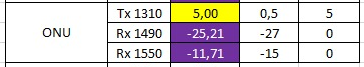 Tx 1310 5,00 0,5 5
ONU Rx 1490 -25,21 -27 0
Rx 1550 -11,71 -15 0